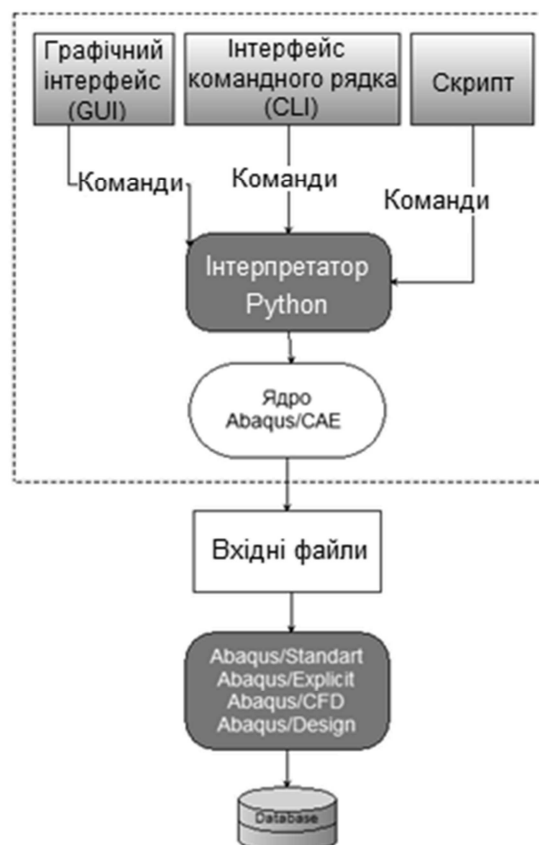 Графічний
інтерфейс
(GUI)
Інтерфейс
командного рядка
(CLI)
Скрипт
Команди
Команди
Команди
Інтерпретатор
Python
Ядро
Abaqus/CAE
Вхідні файли
Abaqus/Standart
Abaqus/Explicit
Abaqus/CFD
Abaqus/Design
Database